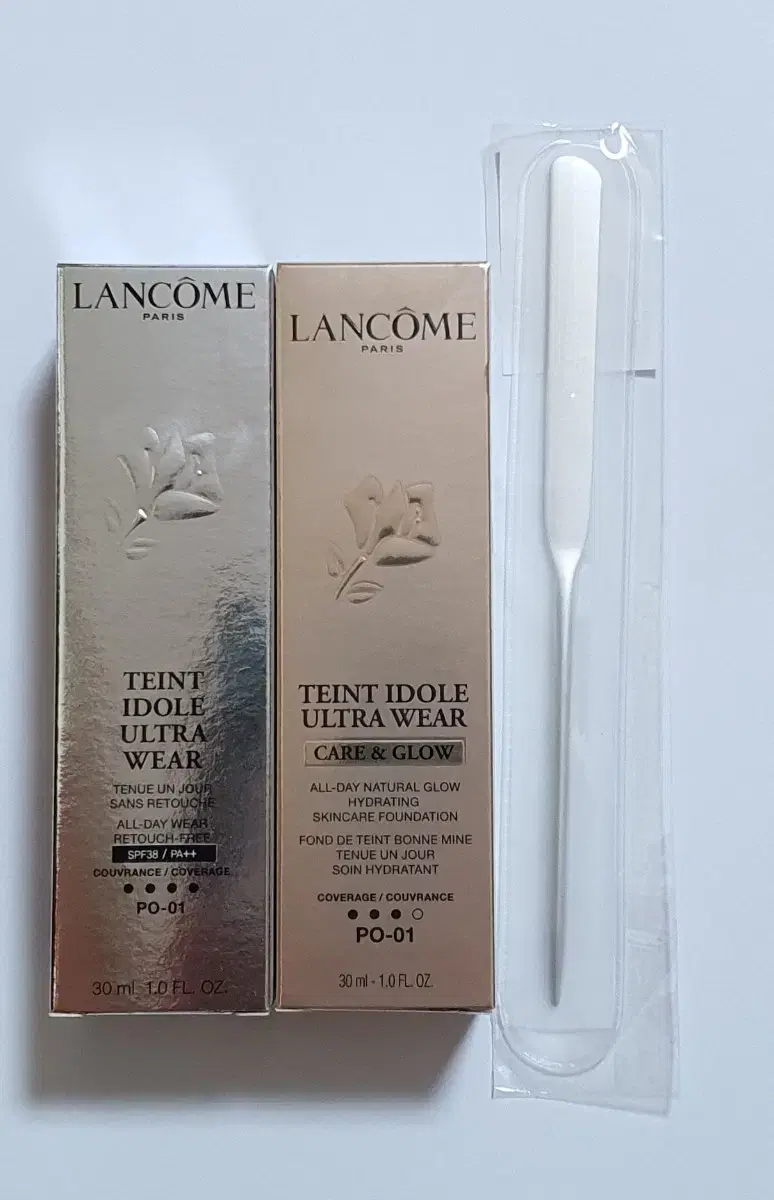 LANCÔME
PARIS
TEINT
IDOLE
ULTRA
WEAR
TENUE UN JOUR
SANS RETOUCHE
ALL-DAY WEAR
RETOUCH-FREE
SPF38 / PA++
COUVRANCE / COVERAGE
PO-01
30 ml 1.0 FL. OZ.
LANCÔME
PARIS
TEINT IDOLE
ULTRA WEAR
CARE & GLOW
ALL-DAY NATURAL GLOW
HYDRATING
SKINCARE FOUNDATION
FOND DE TEINT BONNE MINE
TENUE UN JOUR
SOIN HYDRATANT
COVERAGE / COUVRANCE
PO-01
30 ml - 1.0 FL. OZ.